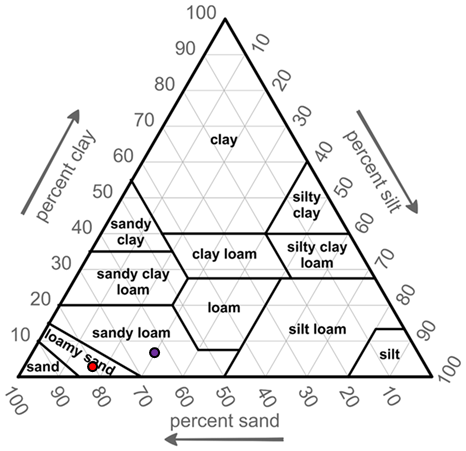 100
90
10
80
20
70
30
clay
60
40
50
silty
clay
50
percent clay
percent silt
40
sandy
clay
60
clay loam
silty clay
loam
30
sandy clay
loam
70
20
loam
80
sandy loam
silt loam
10
loamy sand
90
silt
sand
100
100
90
80
70
60
50
40
30
20
10
percent sand